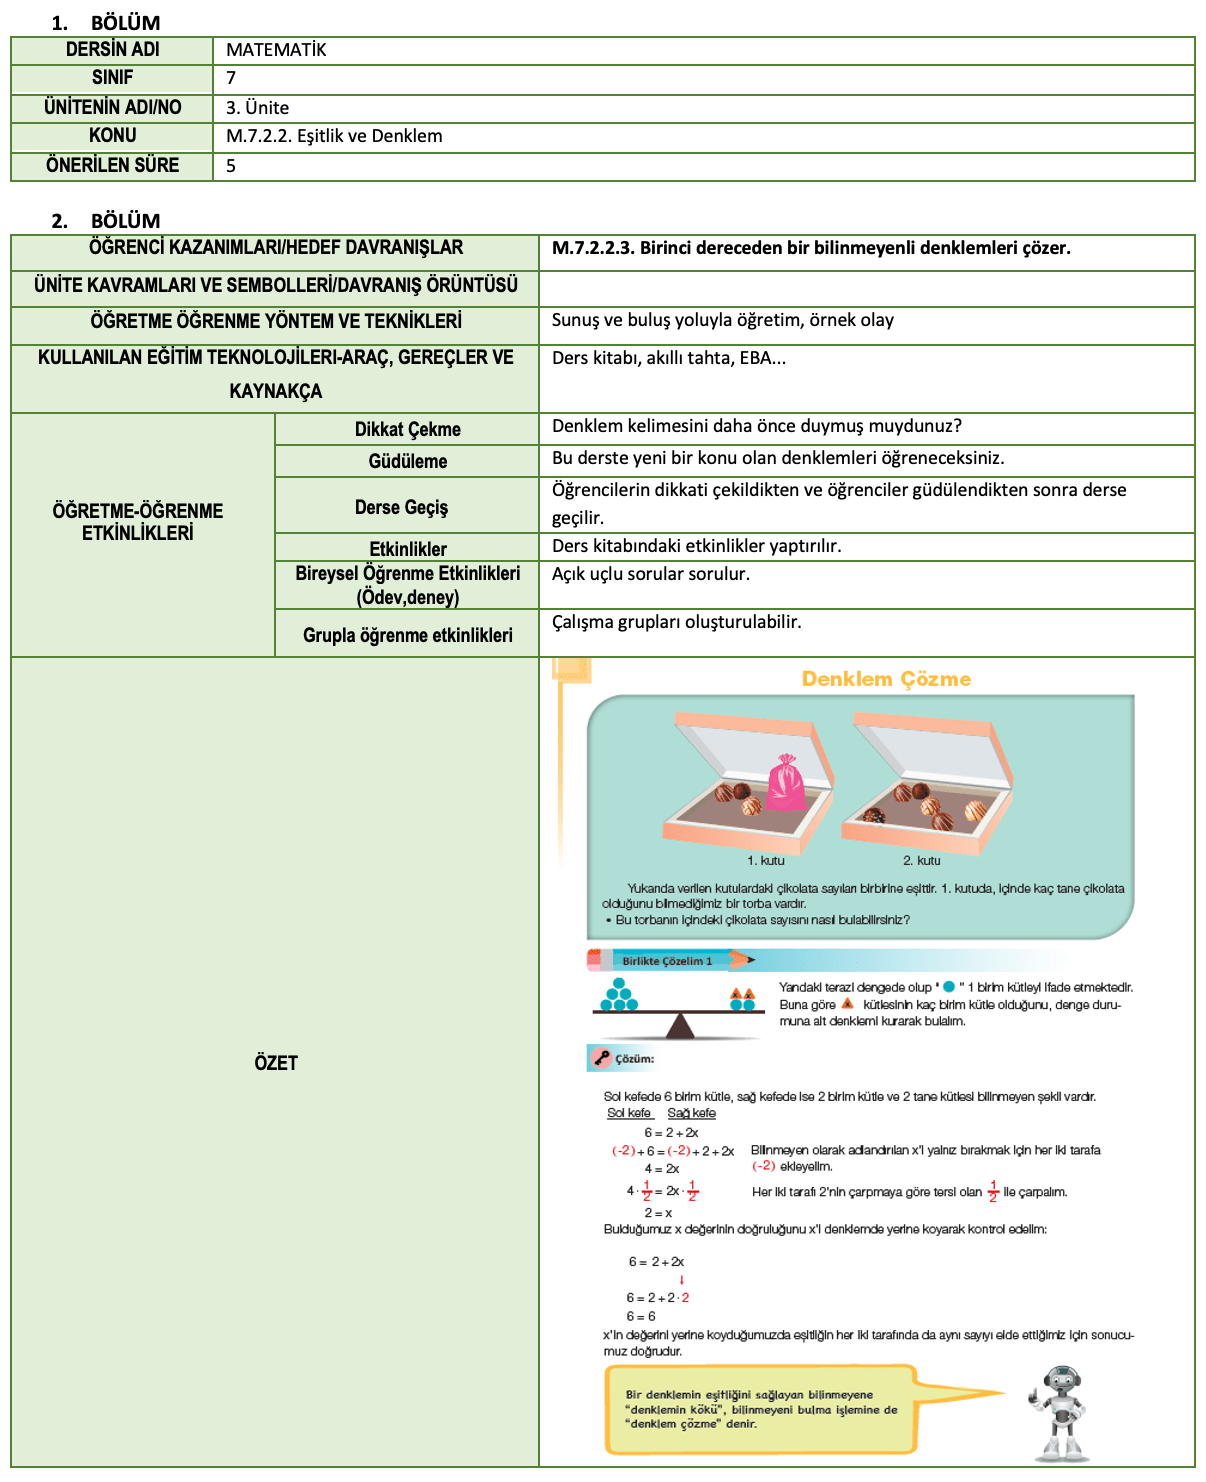 1. BÖLÜM
DERSİN ADI MATEMATİK
SINIF 7
ÜNİTENİN ADI/NO 3. Ünite
KONU M.7.2.2. Eşitlik ve Denklem
ÖNERİLEN SÜRE 5
2. BÖLÜM
ÖĞRENCİ KAZANIMLARI/HEDEF DAVRANIŞLAR M.7.2.2.3. Birinci dereceden bir bilinmeyenli denklemleri çözer.
ÜNİTE KAVRAMLARI VE SEMBOLLERİ/DAVRANIŞ ÖRÜNTÜSÜ
ÖĞRETME ÖĞRENME YÖNTEM VE TEKNİKLERİ Sunuş ve buluş yoluyla öğretim, örnek olay
KULLANILAN EĞİTİM TEKNOLOJİLERI-ARAÇ, GEREÇLER VE
KAYNAKÇA
Ders kitabı, akıllı tahta, EBA...
ÖĞRETME-ÖĞRENME
ETKİNLİKLERİ
Dikkat Çekme Denklem kelimesini daha önce duymuş muydunuz?
Güdüleme Bu derste yeni bir konu olan denklemleri öğreneceksiniz.
Derse Geçiş Öğrencilerin dikkati çekildikten ve öğrenciler güdülendikten sonra derse
geçilir.
Etkinlikler Ders kitabındaki etkinlikler yaptırılır.
Bireysel Öğrenme Etkinlikleri
(Ödev,deney)
Açık uçlu sorular sorulur.
Grupla öğrenme etkinlikleri Çalışma grupları oluşturulabilir.
ÖZET
Denklem Çözme
1. kutu 2. kutu
Yukarıda verilen kutulardaki çikolata sayıları birbirine eşittir. 1. kutuda, içinde kaç tane çikolata
olduğunu bilmediğimiz bir torba vardır.
• Bu torbanın içindeki çikolata sayısını nasıl bulabilirsiniz?
Birlikte Çözelim 1
Yandaki terazi dengede olup " " 1 birim kütleyi ifade etmektedir.
Buna göre x kütlesinin kaç birim kütle olduğunu, denge duru-
muna ait denklemi kurarak bulalım.
x x
Çözüm:
Sol kefede 6 birim kütle, sağ kefede ise 2 birim kütle ve 2 tane kütlesi bilinmeyen şekil vardır.
Sol kefe Sağ kefe
6 = 2 + 2x
(-2) + 6 = (-2) + 2 + 2x Bilinmeyen olarak adlandırılan x'i yalnız bırakmak için her iki tarafa
4 = 2x (-2) ekleyelim.
4 · 1/2 = 2x · 1/2 Her iki tarafı 2'nin çarpmaya göre tersi olan 1/2 ile çarpalım.
2 = x
Bulduğumuz x değerinin doğruluğunu x'i denklemde yerine koyarak kontrol edelim:
6 = 2 + 2x
↓
6 = 2 + 2 · 2
6 = 6
x'in değerini yerine koyduğumuzda eşitliğin her iki tarafında da aynı sayıyı elde ettiğimiz için sonucu-
muz doğrudur.
Bir denklemin eşitliğini sağlayan bilinmeyene
"denklemin kökü", bilinmeyeni bulma işlemine de
"denklem çözme" denir.